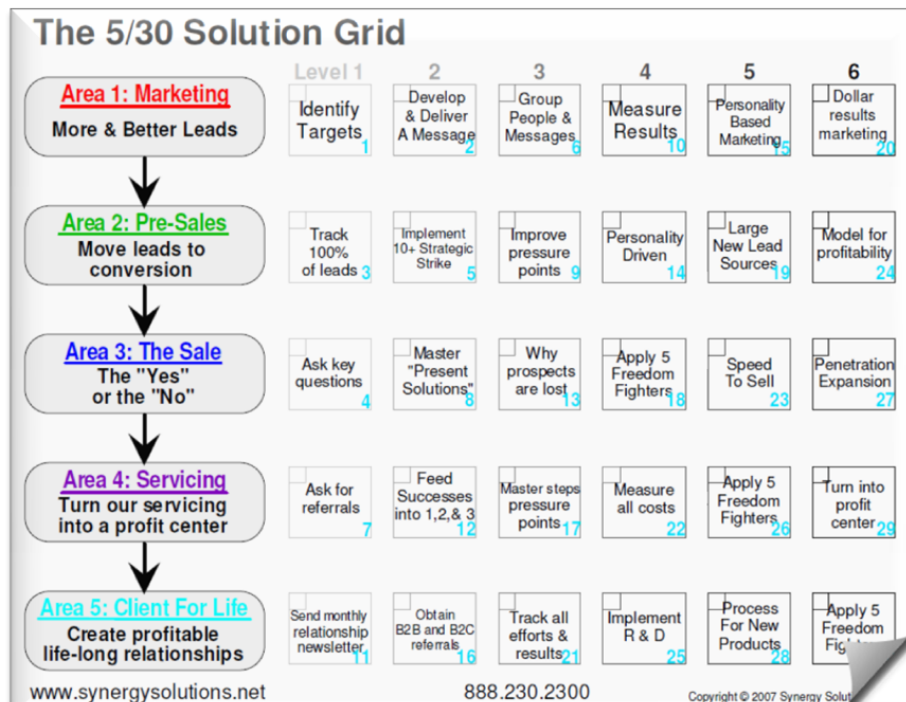 The 5/30 Solution Grid
Level 1 2 3 4 5 6
Area 1: Marketing
More & Better Leads
Identify
Targets
1
Develop
& Deliver
A Message
2
Group
People &
Messages
6
Measure
Results
10
Personality
Based
Marketing
15
Dollar
results
marketing
20
Area 2: Pre-Sales
Move leads to
conversion
Track
100%
of leads 3
Implement
10+ Strategic
Strike
5
Improve
pressure
points
9
Personality
Driven
14
Large
New Lead
Sources
19
Model for
profitability
24
Area 3: The Sale
The "Yes"
or the "No"
Ask key
questions
4
Master
"Present
Solutions"
8
Why
prospects
are lost
13
Apply 5
Freedom
Fighters
18
Speed
To Sell
23
Penetration
Expansion
27
Area 4: Servicing
Turn our servicing
into a profit center
Ask for
referrals
7
Feed
Successes
into 1,2,& 3
12
Master steps
pressure
points
17
Measure
all costs
22
Apply 5
Freedom
Fighters
26
Turn into
profit
center
29
Area 5: Client For Life
Create profitable
life-long relationships
Send monthly
relationship
newsletter
11
Obtain
B2B and B2C
referrals
16
Track all
efforts &
results
21
Implement
R & D
25
Process
For New
Products
28
Apply 5
Freedom
www.synergysolutions.net 888.230.2300 Copyright © 2007 Synergy